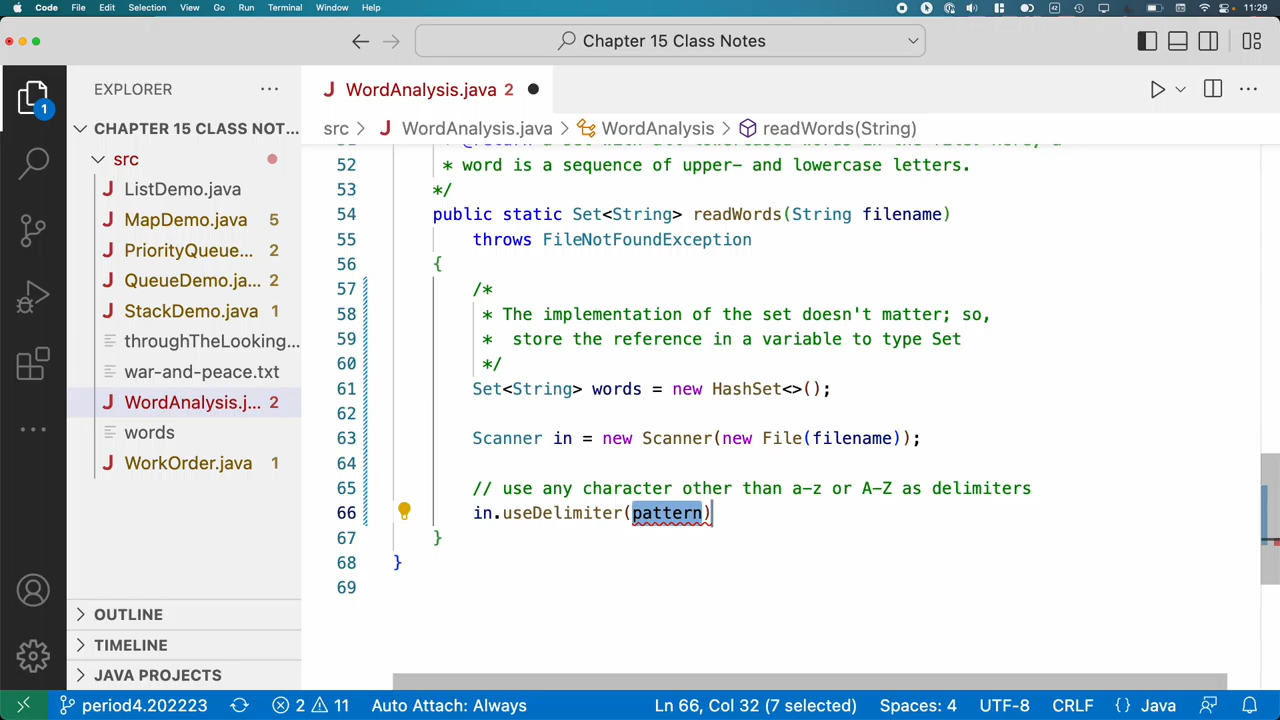 Code File Edit Selection View Go Run Terminal Window Help 42 11:29
Chapter 15 Class Notes
1
EXPLORER
CHAPTER 15 CLASS NOT...
src
ListDemo.java
MapDemo.java 5
PriorityQueue... 2
QueueDemo.ja... 2
StackDemo.java 1
throughTheLooking...
war-and-peace.txt
WordAnalysis.j... 2
words
WorkOrder.java 1
OUTLINE
TIMELINE
JAVA PROJECTS
WordAnalysis.java 2
src > WordAnalysis.java > WordAnalysis > readWords(String)
52 * word is a sequence of upper- and lowercase letters.
53 */
54 public static Set<String> readWords(String filename)
55 throws FileNotFoundException
56 {
57 /*
58 * The implementation of the set doesn't matter; so,
59 * store the reference in a variable to type Set
60 */
61 Set<String> words = new HashSet<>();
62
63 Scanner in = new Scanner(new File(filename));
64
65 // use any character other than a-z or A-Z as delimiters
66 in.useDelimiter(pattern)
67 }
68 }
69
period4.202223 2 11 Auto Attach: Always Ln 66, Col 32 (7 selected) Spaces: 4 UTF-8 CRLF {} Java